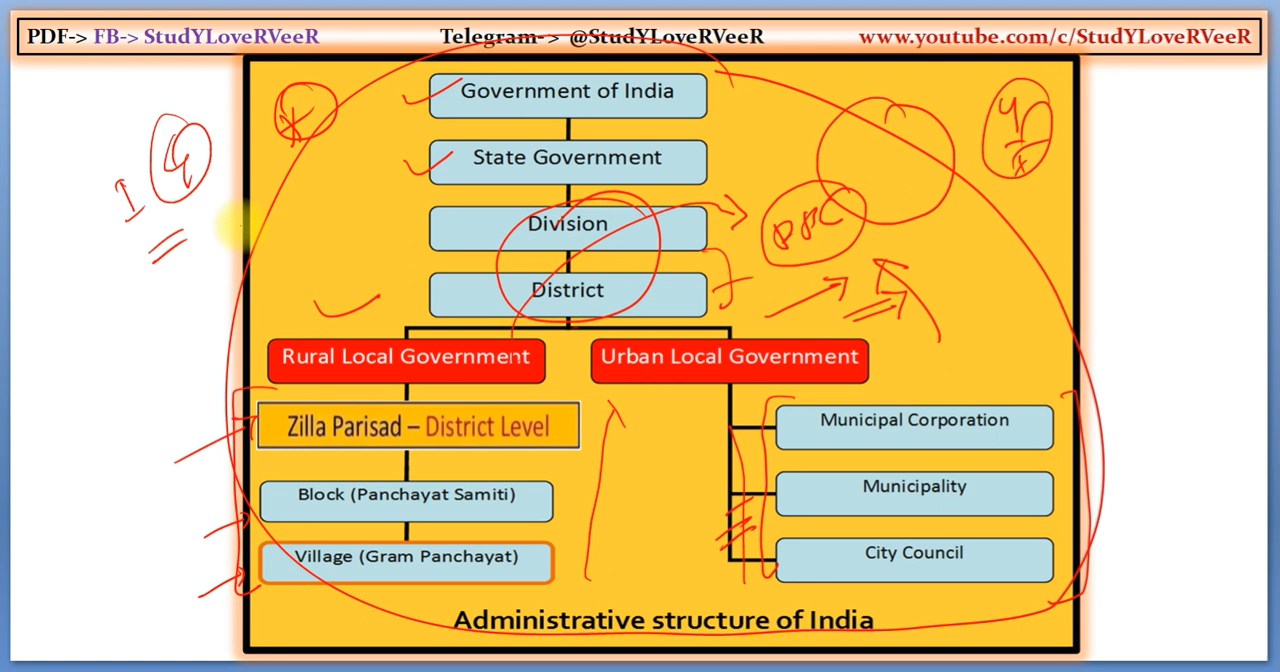 PDF-> FB-> StudYLoveRVeeR Telegram-> @StudYLoveRVeeR www.youtube.com/c/StudYLoveRVeeR
Government of India
State Government
Division
District
Rural Local Government Urban Local Government
Zilla Parisad – District Level
Municipal Corporation
Block (Panchayat Samiti)
Municipality
Village (Gram Panchayat)
City Council
Administrative structure of India